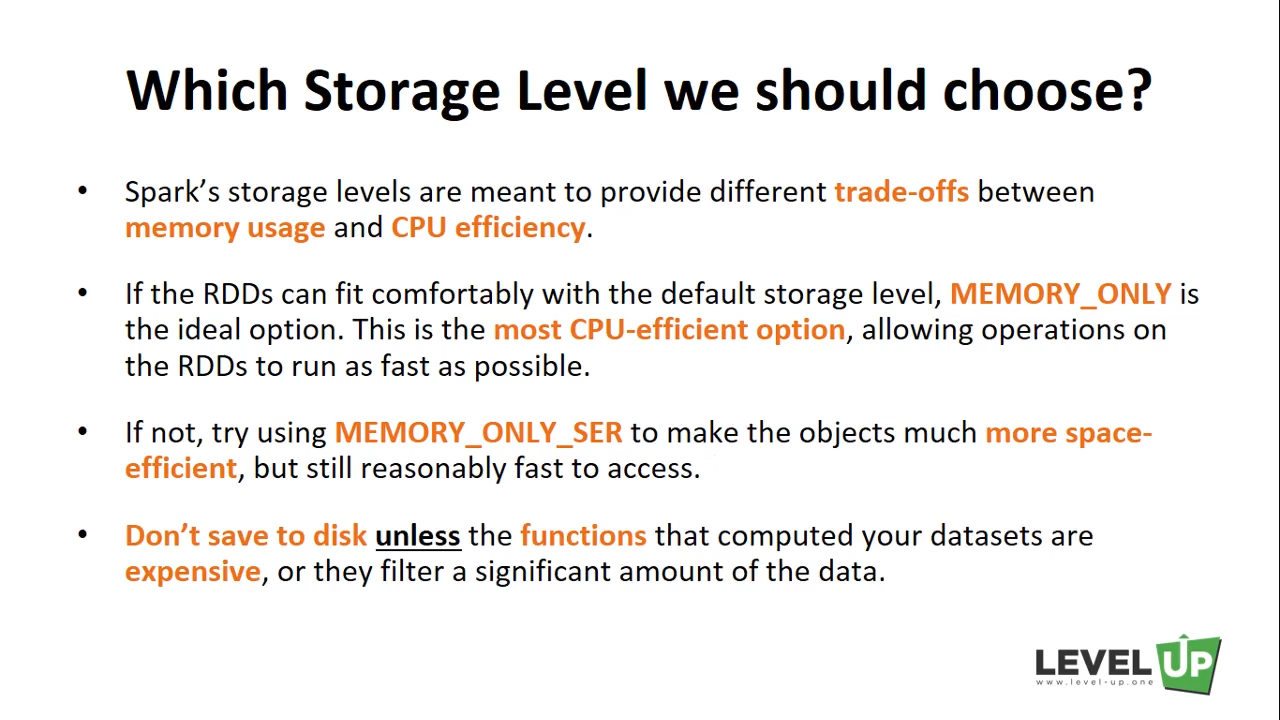 Which Storage Level we should choose?
• Spark’s storage levels are meant to provide different trade-offs between
memory usage and CPU efficiency.
• If the RDDs can fit comfortably with the default storage level, MEMORY_ONLY is
the ideal option. This is the most CPU-efficient option, allowing operations on
the RDDs to run as fast as possible.
• If not, try using MEMORY_ONLY_SER to make the objects much more space-
efficient, but still reasonably fast to access.
• Don’t save to disk unless the functions that computed your datasets are
expensive, or they filter a significant amount of the data.
LEVEL UP
www.level-up.one